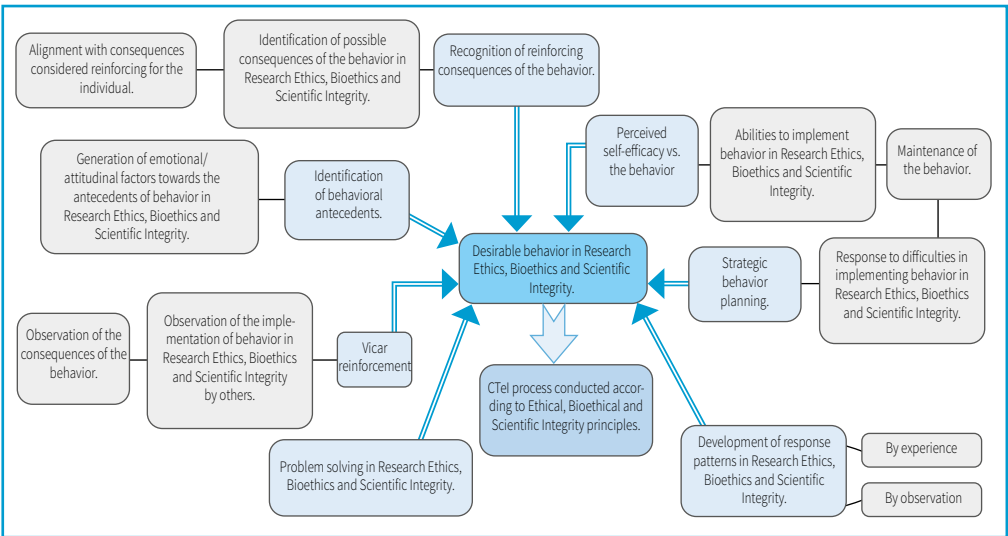 Alignment with consequences
considered reinforcing for the
individual.
Identification of possible
consequences of the behavior in
Research Ethics, Bioethics and
Scientific Integrity.
Recognition of reinforcing
consequences of the behavior.
Perceived
self-efficacy vs.
the behavior
Abilities to implement
behavior in Research Ethics,
Bioethics and Scientific
Integrity.
Maintenance of
the behavior.
Generation of emotional/
attitudinal factors towards the
antecedents of behavior in
Research Ethics, Bioethics and
Scientific Integrity.
Identification
of behavioral
antecedents.
Desirable behavior in Research
Ethics, Bioethics and Scientific
Integrity.
Strategic
behavior
planning.
Response to difficulties in
implementing behavior in
Research Ethics, Bioethics
and Scientific Integrity.
Observation of the
consequences of the
behavior.
Observation of the imple-
mentation of behavior in
Research Ethics, Bioethics
and Scientific Integrity
by others.
Vicar
reinforcement
CTeI process conducted accor-
ding to Ethical, Bioethical and
Scientific Integrity principles.
Problem solving in Research Ethics,
Bioethics and Scientific Integrity.
Development of response
patterns in Research Ethics,
Bioethics and Scientific
Integrity.
By experience
By observation